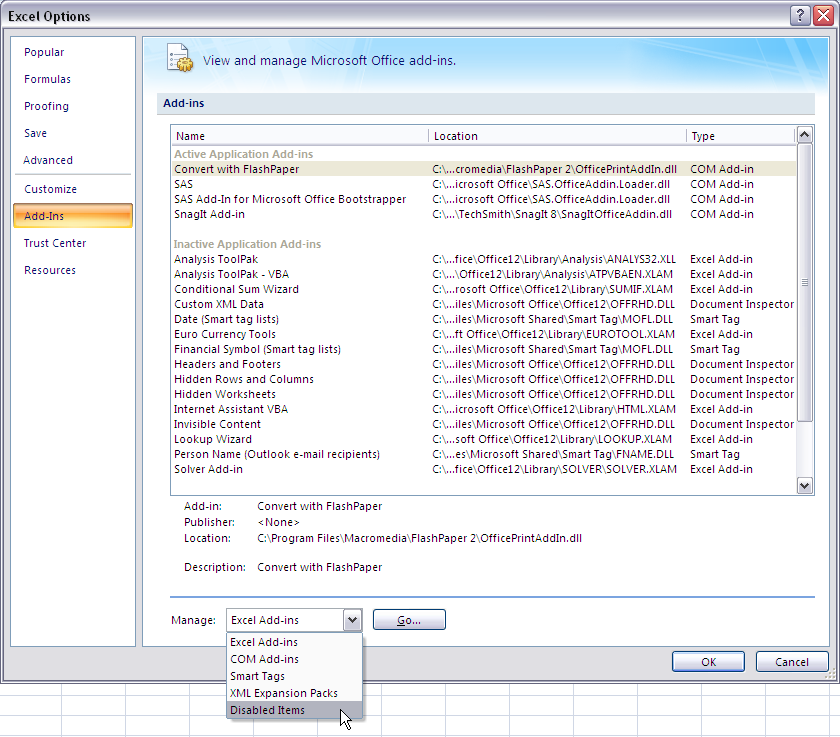 Excel Options
Popular
Formulas
Proofing
Save
Advanced
Customize
Add-Ins
Trust Center
Resources
View and manage Microsoft Office add-ins.
Add-ins
Name Location Type
Active Application Add-ins
Convert with FlashPaper C:\...cromedia\FlashPaper 2\OfficePrintAddIn.dll COM Add-in
SAS C:\...icrosoft Office\SAS.OfficeAddin.Loader.dll COM Add-in
SAS Add-In for Microsoft Office Bootstrapper C:\...icrosoft Office\SAS.OfficeAddin.Loader.dll COM Add-in
SnagIt Add-in C:\...\TechSmith\SnagIt 8\SnagItOfficeAddin.dll COM Add-in
Inactive Application Add-ins
Analysis ToolPak C:\...fice\Office12\Library\Analysis\ANALYS32.XLL Excel Add-in
Analysis ToolPak - VBA C:\...\Office12\Library\Analysis\ATPVBAEN.XLAM Excel Add-in
Conditional Sum Wizard C:\...rosoft Office\Office12\Library\SUMIF.XLAM Excel Add-in
Custom XML Data C:\...iles\Microsoft Office\Office12\OFFRHD.DLL Document Inspector
Date (Smart tag lists) C:\...iles\Microsoft Shared\Smart Tag\MOFL.DLL Smart Tag
Euro Currency Tools C:\...ft Office\Office12\Library\EUROTOOL.XLAM Excel Add-in
Financial Symbol (Smart tag lists) C:\...iles\Microsoft Shared\Smart Tag\MOFL.DLL Smart Tag
Headers and Footers C:\...iles\Microsoft Office\Office12\OFFRHD.DLL Document Inspector
Hidden Rows and Columns C:\...iles\Microsoft Office\Office12\OFFRHD.DLL Document Inspector
Hidden Worksheets C:\...iles\Microsoft Office\Office12\OFFRHD.DLL Document Inspector
Internet Assistant VBA C:\...icrosoft Office\Office12\Library\HTML.XLAM Excel Add-in
Invisible Content C:\...iles\Microsoft Office\Office12\OFFRHD.DLL Document Inspector
Lookup Wizard C:\...soft Office\Office12\Library\LOOKUP.XLAM Excel Add-in
Person Name (Outlook e-mail recipients) C:\...es\Microsoft Shared\Smart Tag\FNAME.DLL Smart Tag
Solver Add-in C:\...fice\Office12\Library\SOLVER\SOLVER.XLAM Excel Add-in
Add-in: Convert with FlashPaper
Publisher: <None>
Location: C:\Program Files\Macromedia\FlashPaper 2\OfficePrintAddIn.dll
Description: Convert with FlashPaper
Manage: Excel Add-ins Go...
Excel Add-ins
COM Add-ins
Smart Tags
XML Expansion Packs
Disabled Items
OK Cancel